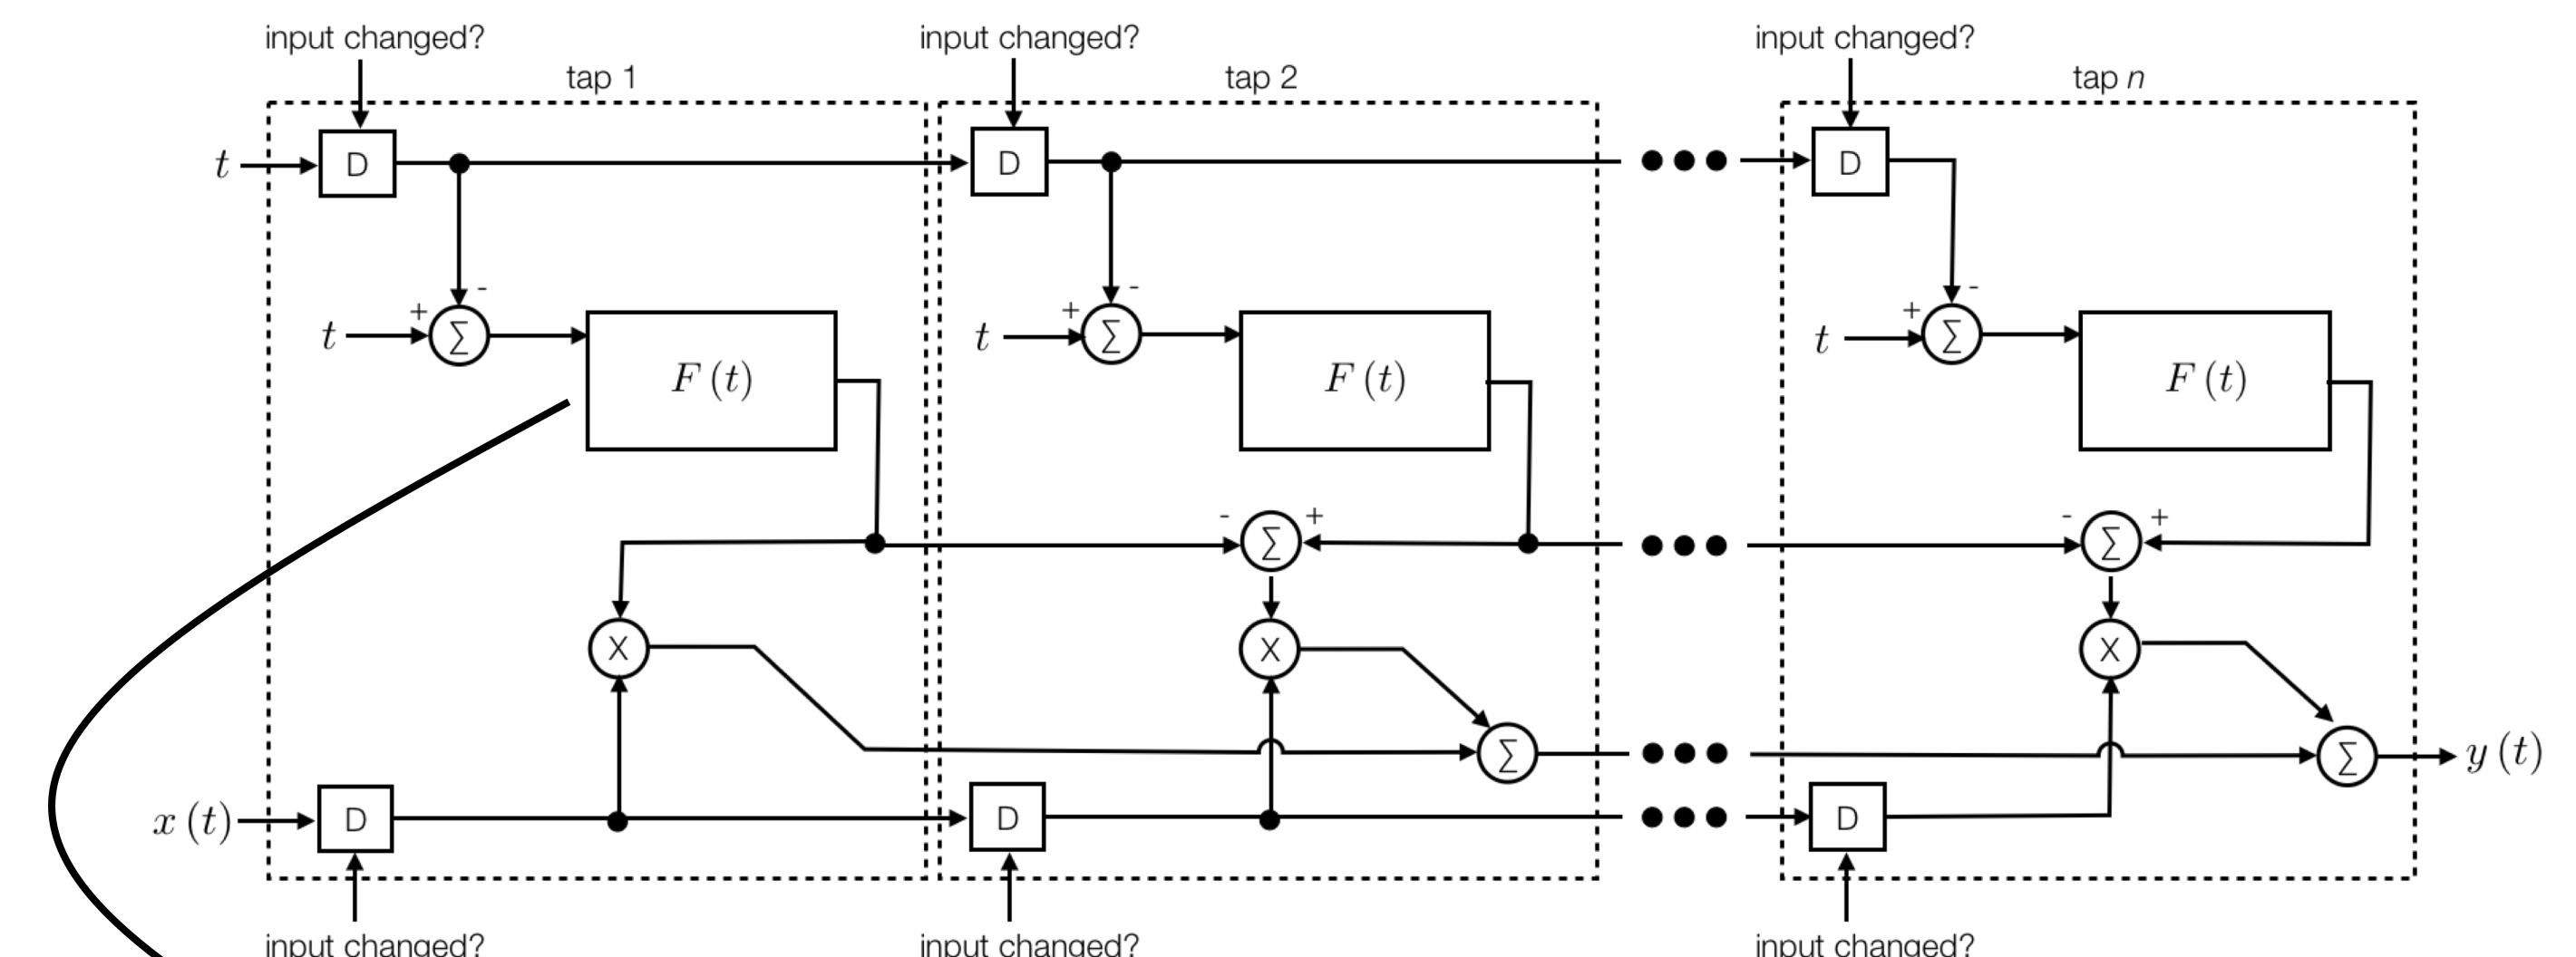 input changed? input changed? input changed?
tap 1 tap 2 tap n
t D D D
- - -
+ + +
t Σ F (t) t Σ F (t) t Σ F (t)
- Σ + - Σ +
X X X
Σ Σ y (t)
x (t) D D D
input changed? input changed? input changed?